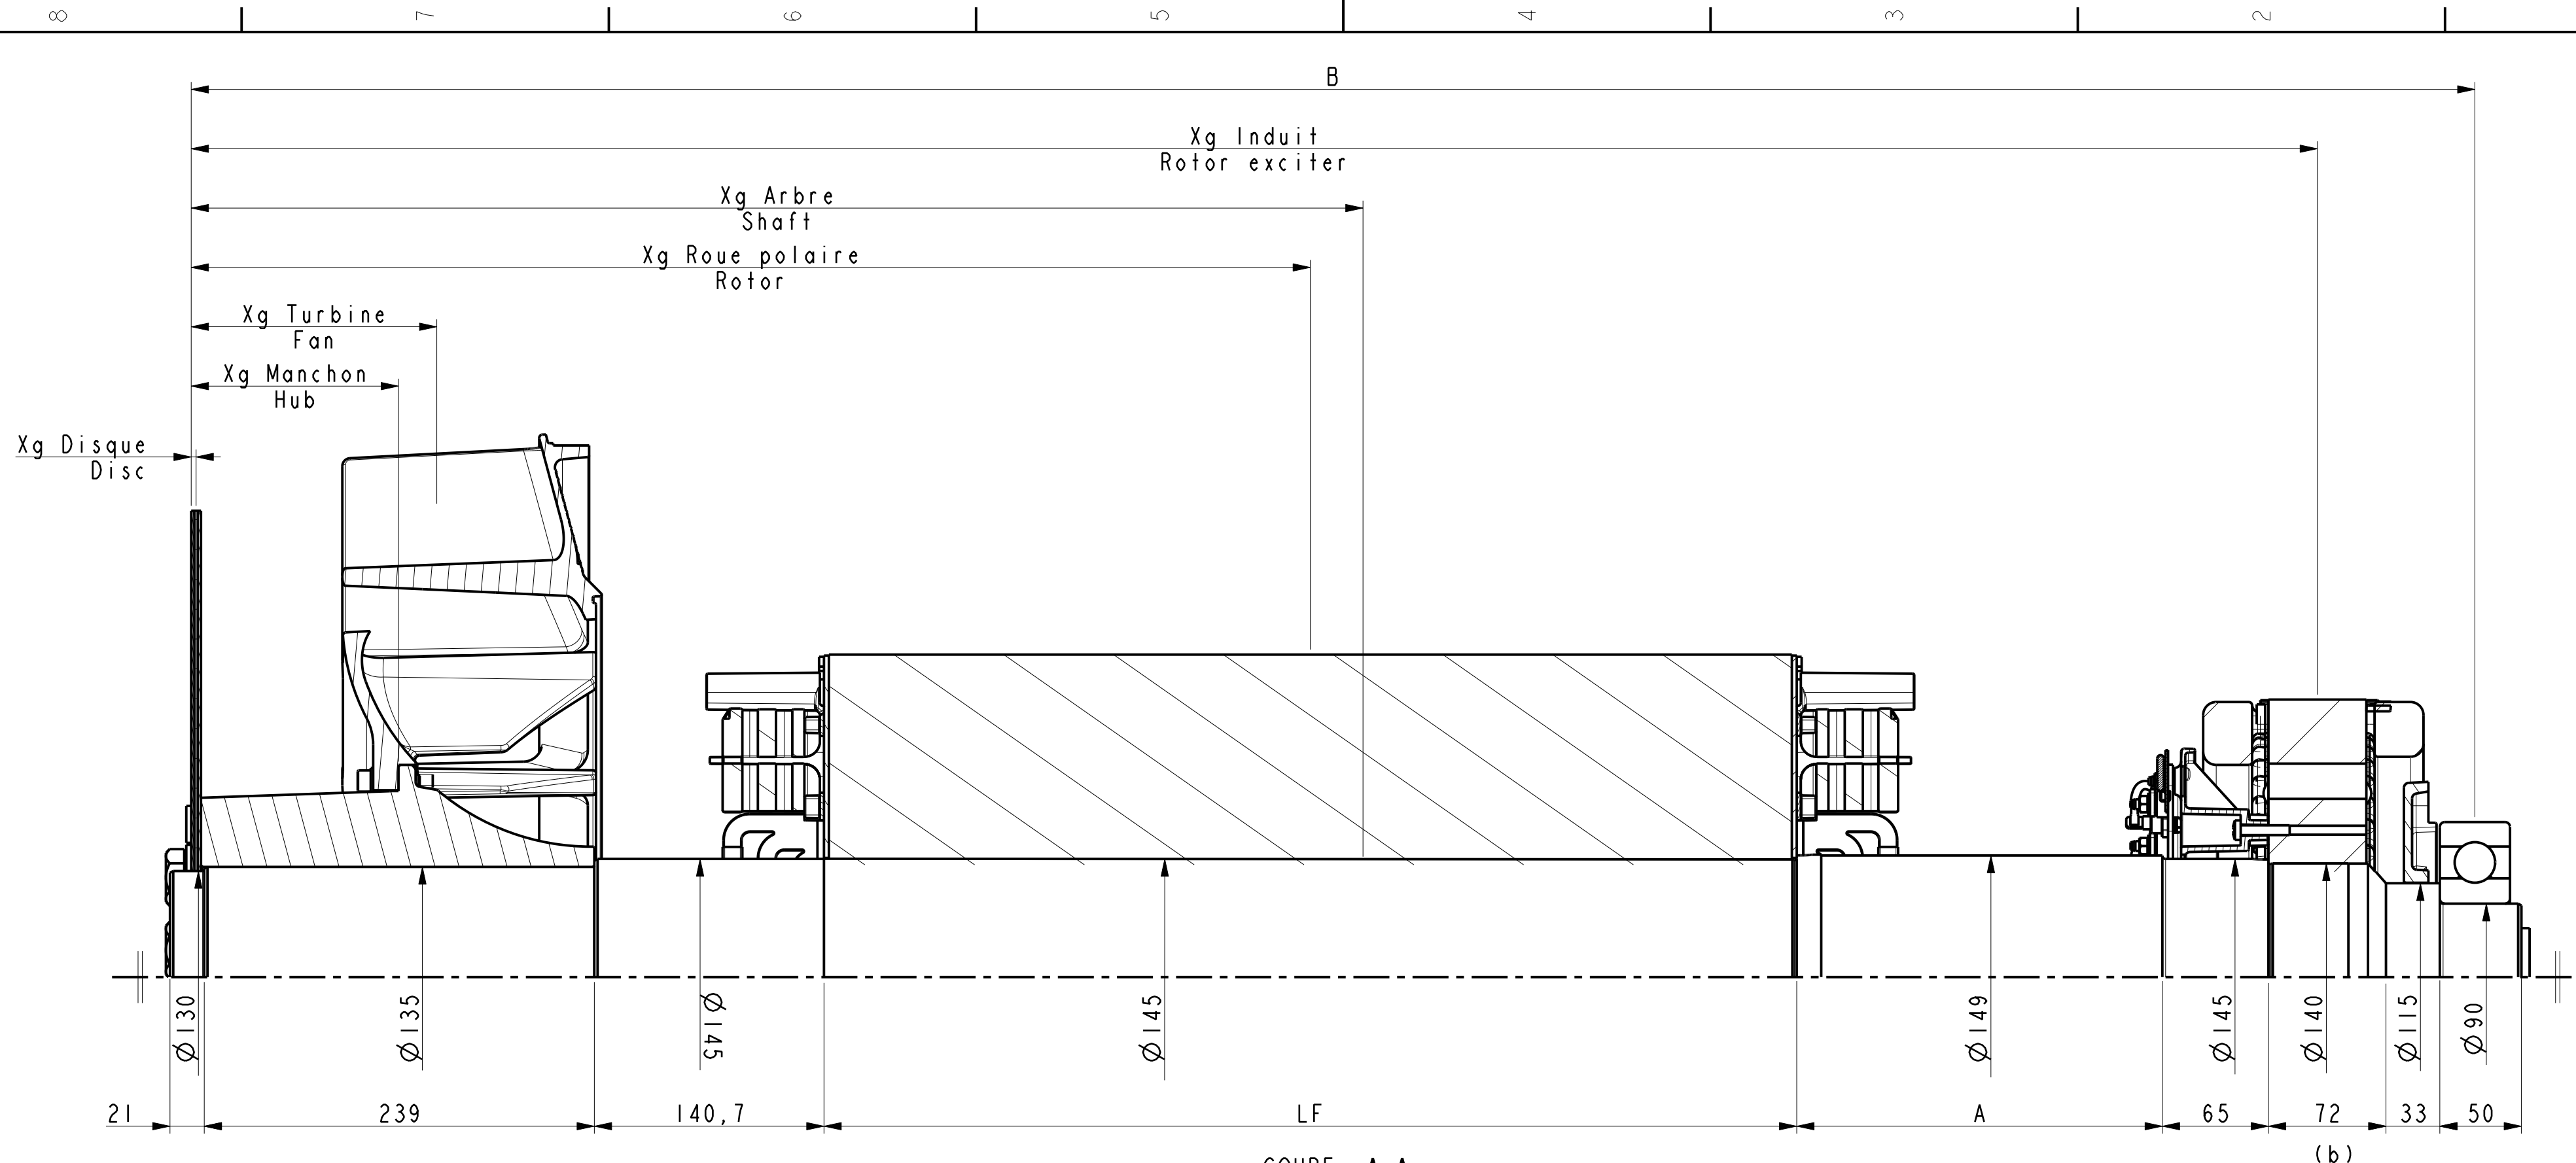 8 7 6 5 4 3 2
B
Xg Induit
Rotor exciter
Xg Arbre
Shaft
Xg Roue polaire
Rotor
Xg Turbine
Fan
Xg Manchon
Hub
Xg Disque
Disc
Ø130 Ø135 Ø145 Ø145 Ø149 Ø145 Ø140 Ø115 Ø90
21 239 140,7 LF A 65 72 33 50
(b)
COUPE A-A